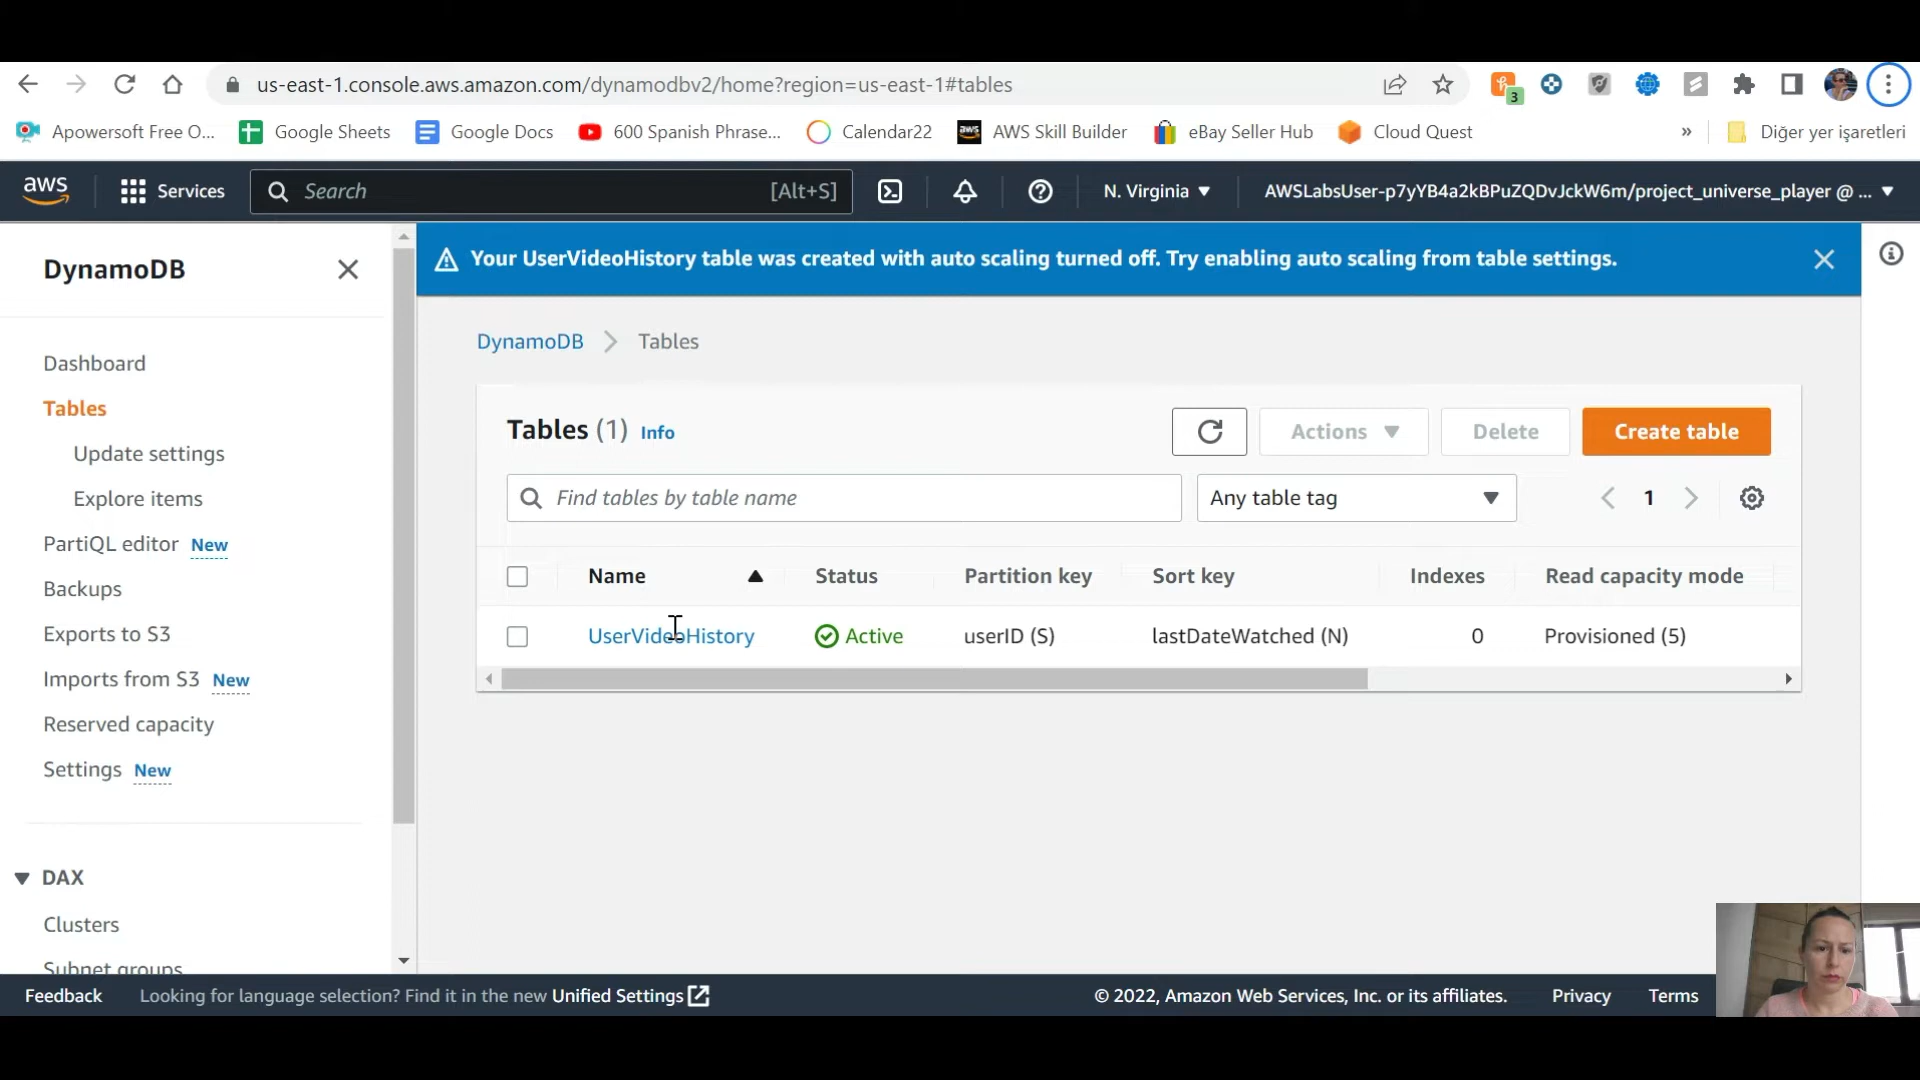 us-east-1.console.aws.amazon.com/dynamodbv2/home?region=us-east-1#tables
3
Apowersoft Free O...
Google Sheets
Google Docs
600 Spanish Phrase...
Calendar22
aws
AWS Skill Builder
eBay Seller Hub
Cloud Quest
»
Diğer yer işaretleri
aws
Services
Search
[Alt+S]
N. Virginia
AWSLabsUser-p7yYB4a2kBPuZQDvJckW6m/project_universe_player @ ...
DynamoDB
Dashboard
Tables
Update settings
Explore items
PartiQL editor New
Backups
Exports to S3
Imports from S3 New
Reserved capacity
Settings New
DAX
Clusters
Subnet groups
Your UserVideoHistory table was created with auto scaling turned off. Try enabling auto scaling from table settings.
DynamoDB > Tables
Tables (1) Info
Actions
Delete
Create table
Find tables by table name
Any table tag
1
Name Status Partition key Sort key Indexes Read capacity mode
UserVideoHistory Active userID (S) lastDateWatched (N) 0 Provisioned (5)
Feedback
Looking for language selection? Find it in the new Unified Settings
© 2022, Amazon Web Services, Inc. or its affiliates.
Privacy
Terms